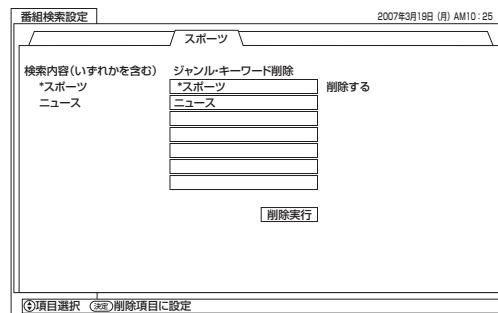 番組検索設定 2007年3月19日(月) AM10:25
スポーツ
検索内容(いずれかを含む) ジャンル・キーワード削除
*スポーツ *スポーツ 削除する
ニュース ニュース
削除実行
項目選択 決定 削除項目に設定